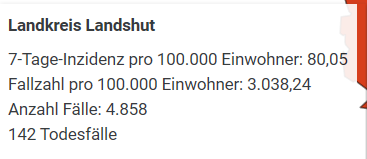 Landkreis Landshut
7-Tage-Inzidenz pro 100.000 Einwohner: 80,05
Fallzahl pro 100.000 Einwohner: 3.038,24
Anzahl Fälle: 4.858
142 Todesfälle